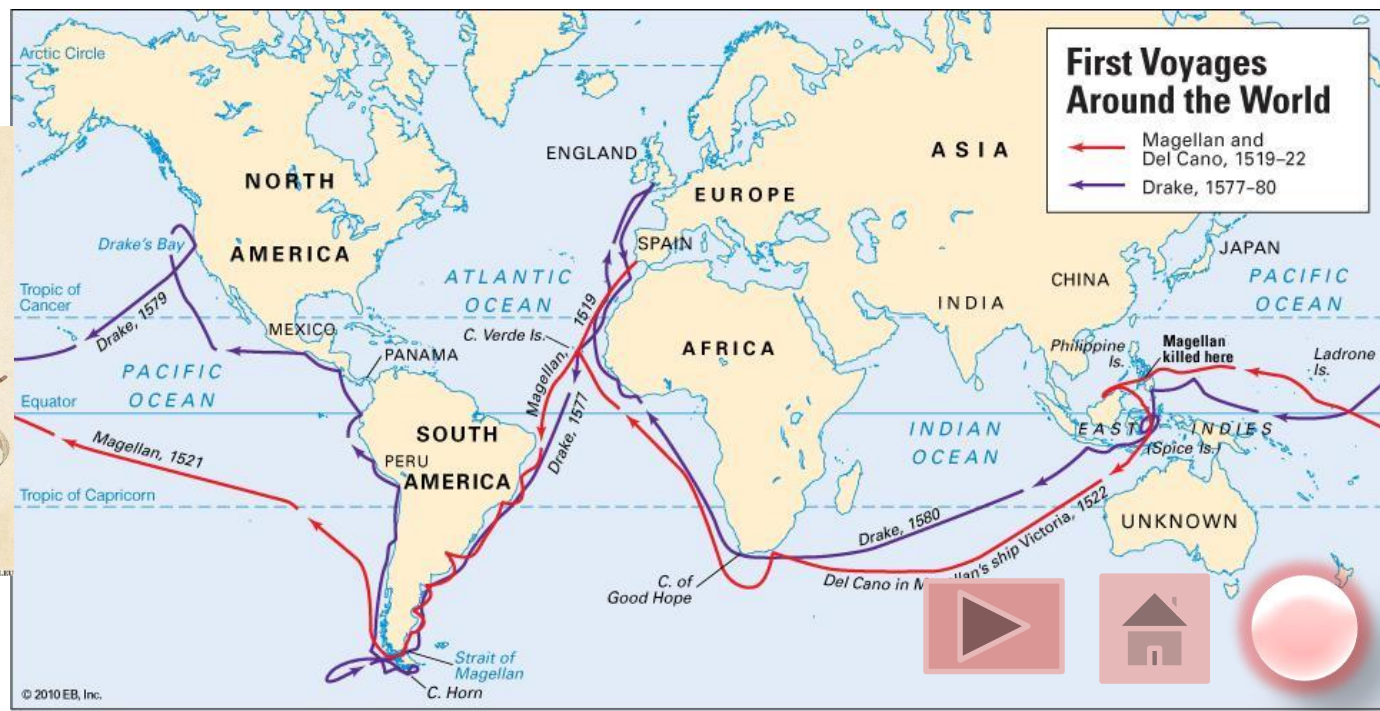 First Voyages
Around the World
Magellan and
Del Cano, 1519–22
Drake, 1577–80
Arctic Circle
ENGLAND
ASIA
NORTH
EUROPE
AMERICA
Drake's Bay
SPAIN
JAPAN
ATLANTIC
OCEAN
CHINA
PACIFIC
OCEAN
Tropic of
Cancer
Drake, 1579
MEXICO
C. Verde Is.
Magellan, 1519
INDIA
PANAMA
AFRICA
Philippine
Is.
Magellan
killed here
Ladrone
Is.
PACIFIC
OCEAN
Equator
Drake, 1577
SOUTH
AMERICA
INDIAN
OCEAN
EAST INDIES
(Spice Is.)
Magellan, 1521
PERU
Tropic of Capricorn
UNKNOWN
Drake, 1580
Del Cano in Magellan's ship Victoria, 1522
C. of
Good Hope
Strait of
Magellan
C. Horn
© 2010 EB, Inc.